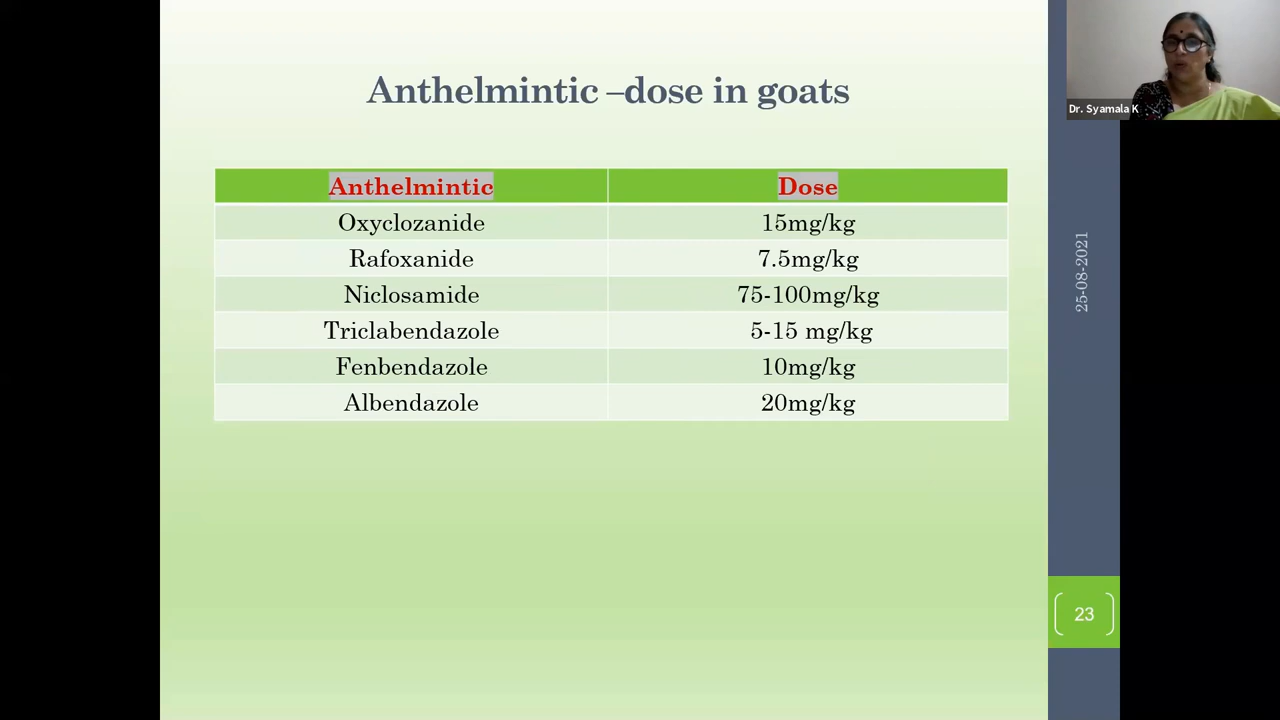 Anthelmintic –dose in goats
Anthelmintic Dose
Oxyclozanide 15mg/kg
Rafoxanide 7.5mg/kg
Niclosamide 75-100mg/kg
Triclabendazole 5-15 mg/kg
Fenbendazole 10mg/kg
Albendazole 20mg/kg
Dr. Syamala K
25-08-2021
23